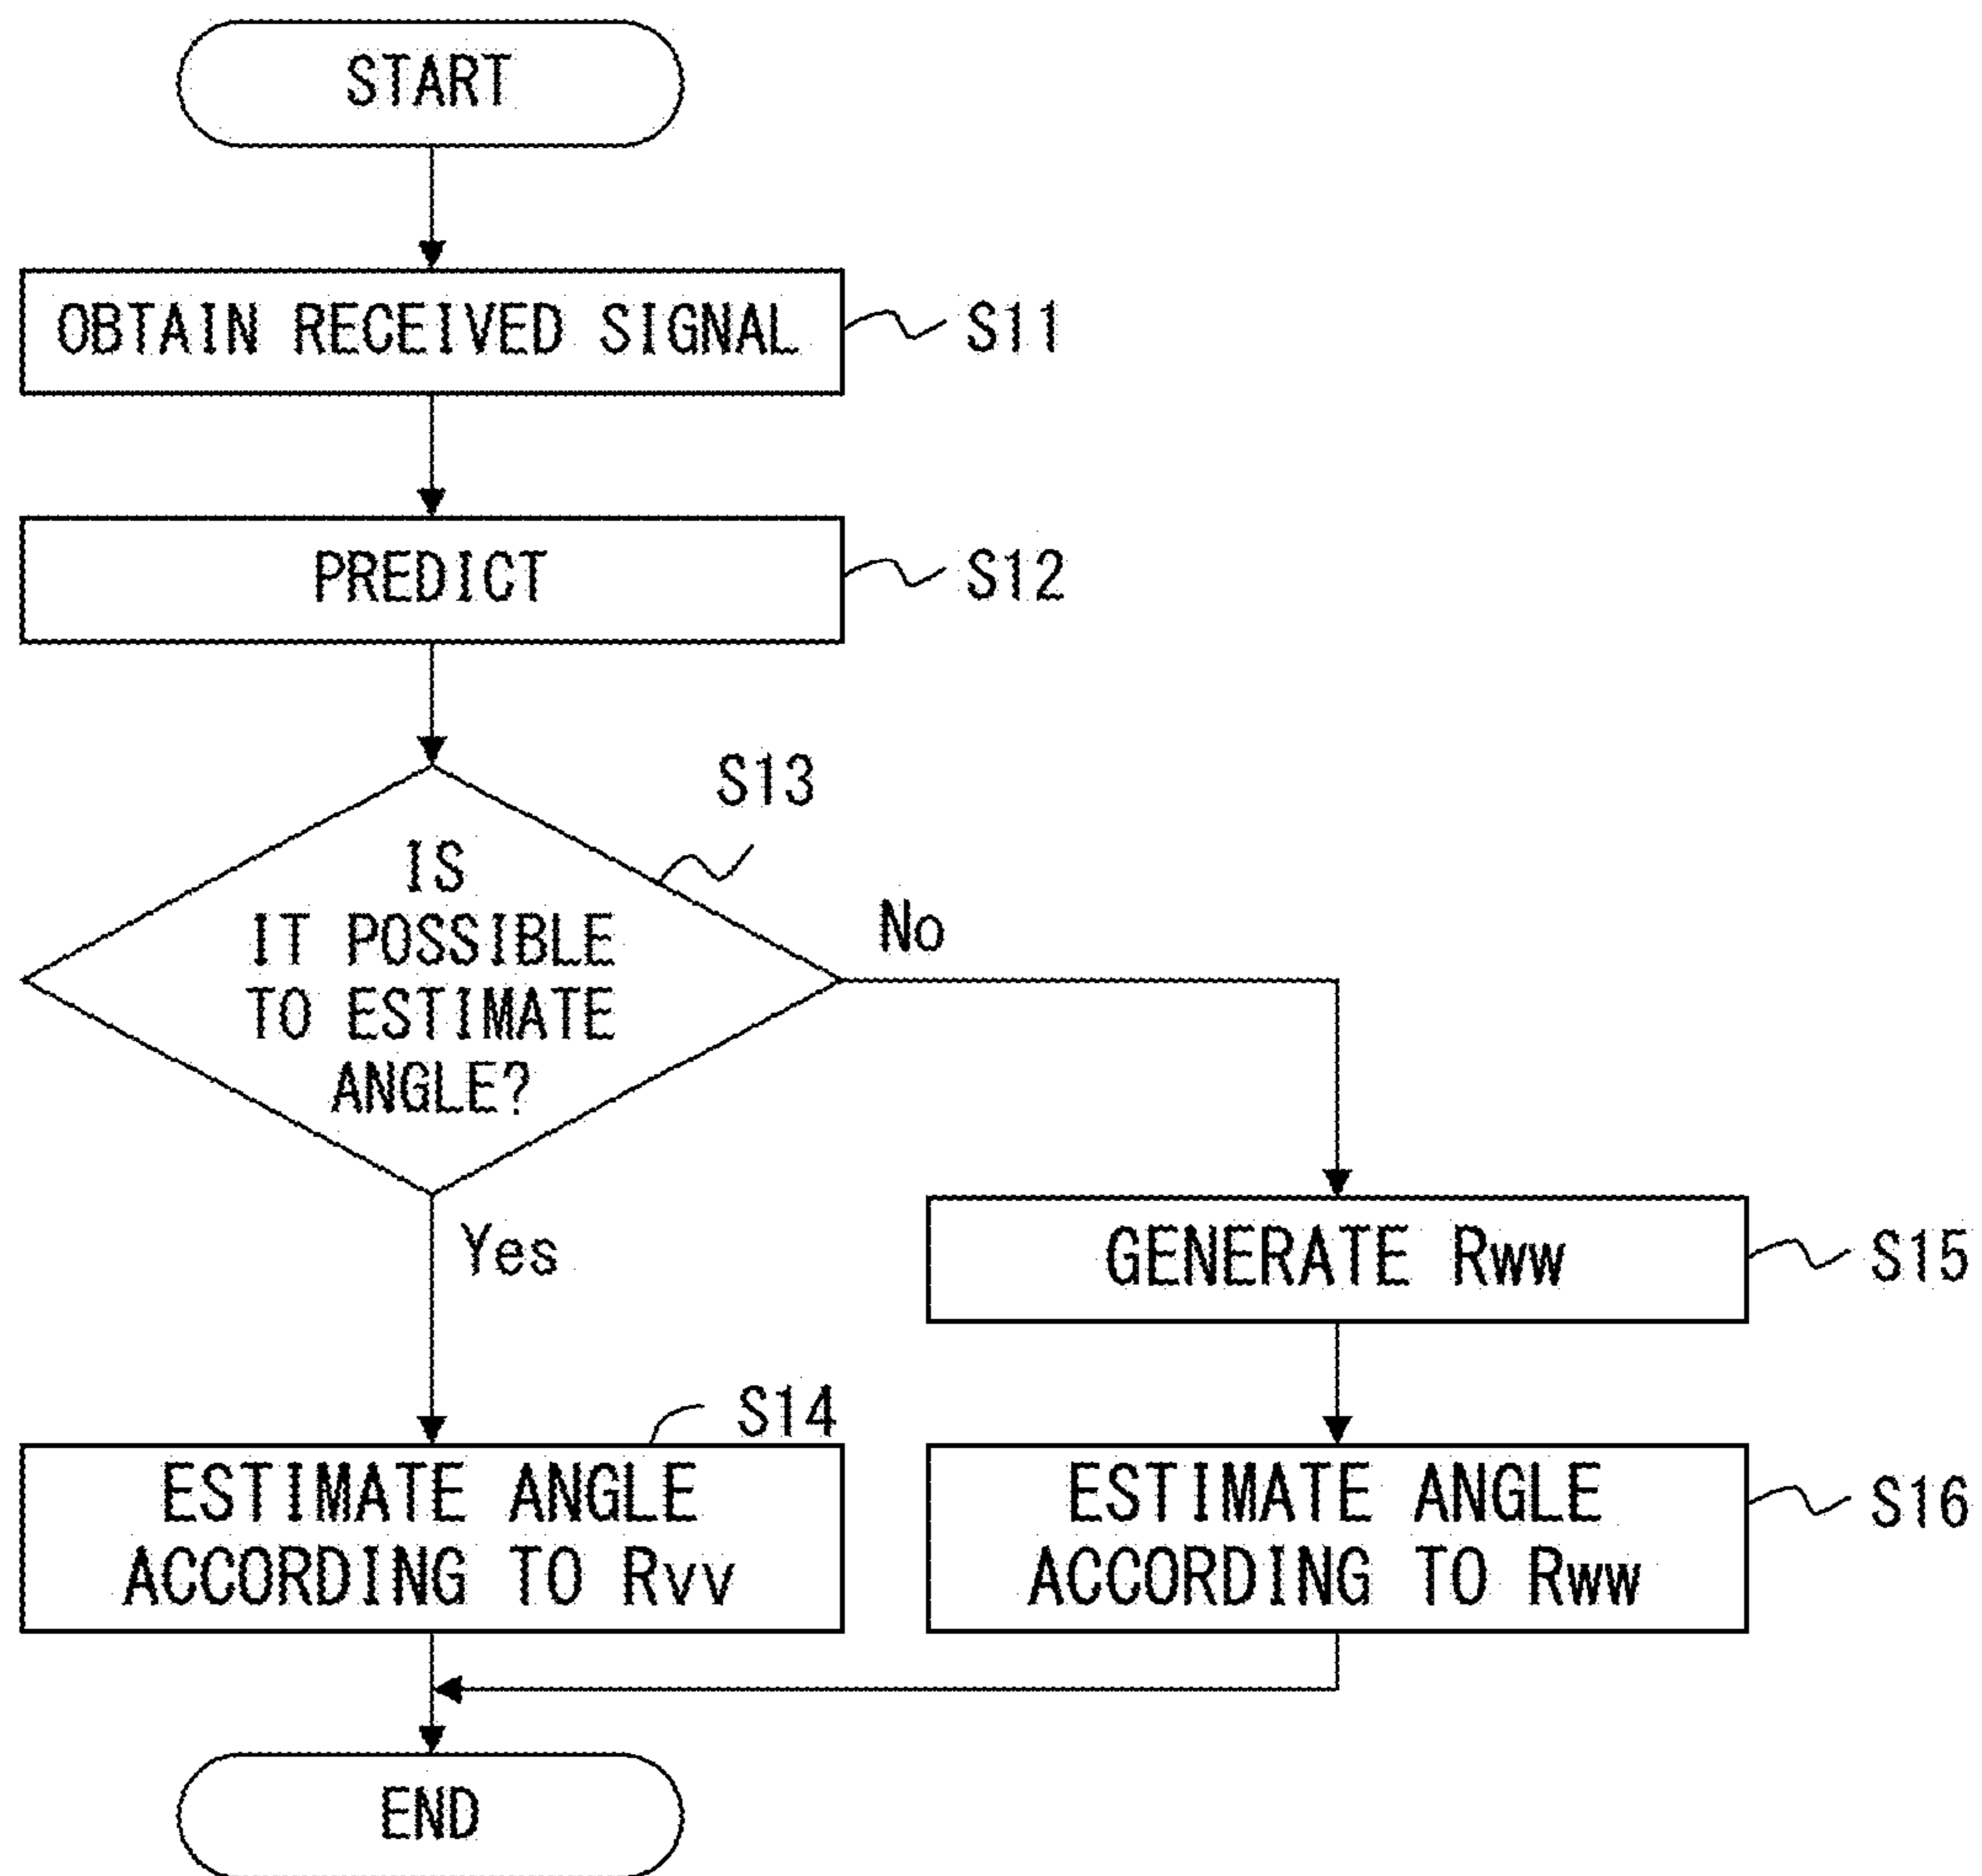 START
OBTAIN RECEIVED SIGNAL
S11
PREDICT
S12
S13
IS
IT POSSIBLE
TO ESTIMATE
ANGLE?
No
Yes
GENERATE Rww
S15
S14
ESTIMATE ANGLE
ACCORDING TO Rvv
ESTIMATE ANGLE
ACCORDING TO Rww
S16
END